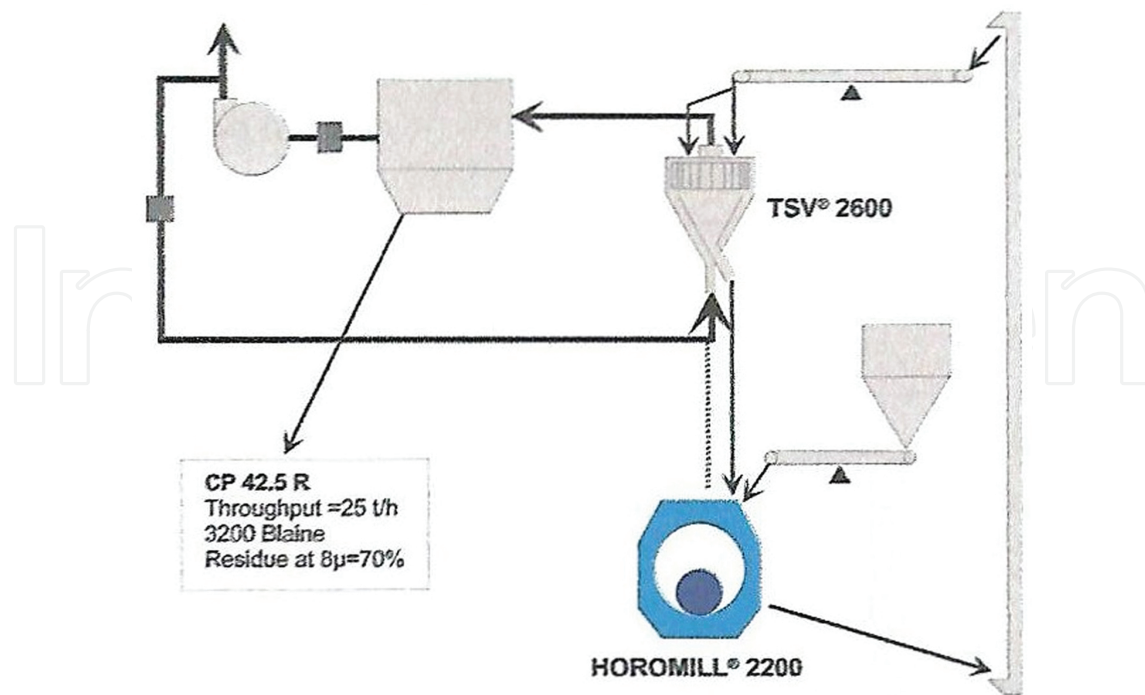 TSV® 2600
CP 42.5 R
Throughput =25 t/h
3200 Blaine
Residue at 8µ=70%
HOROMILL® 2200